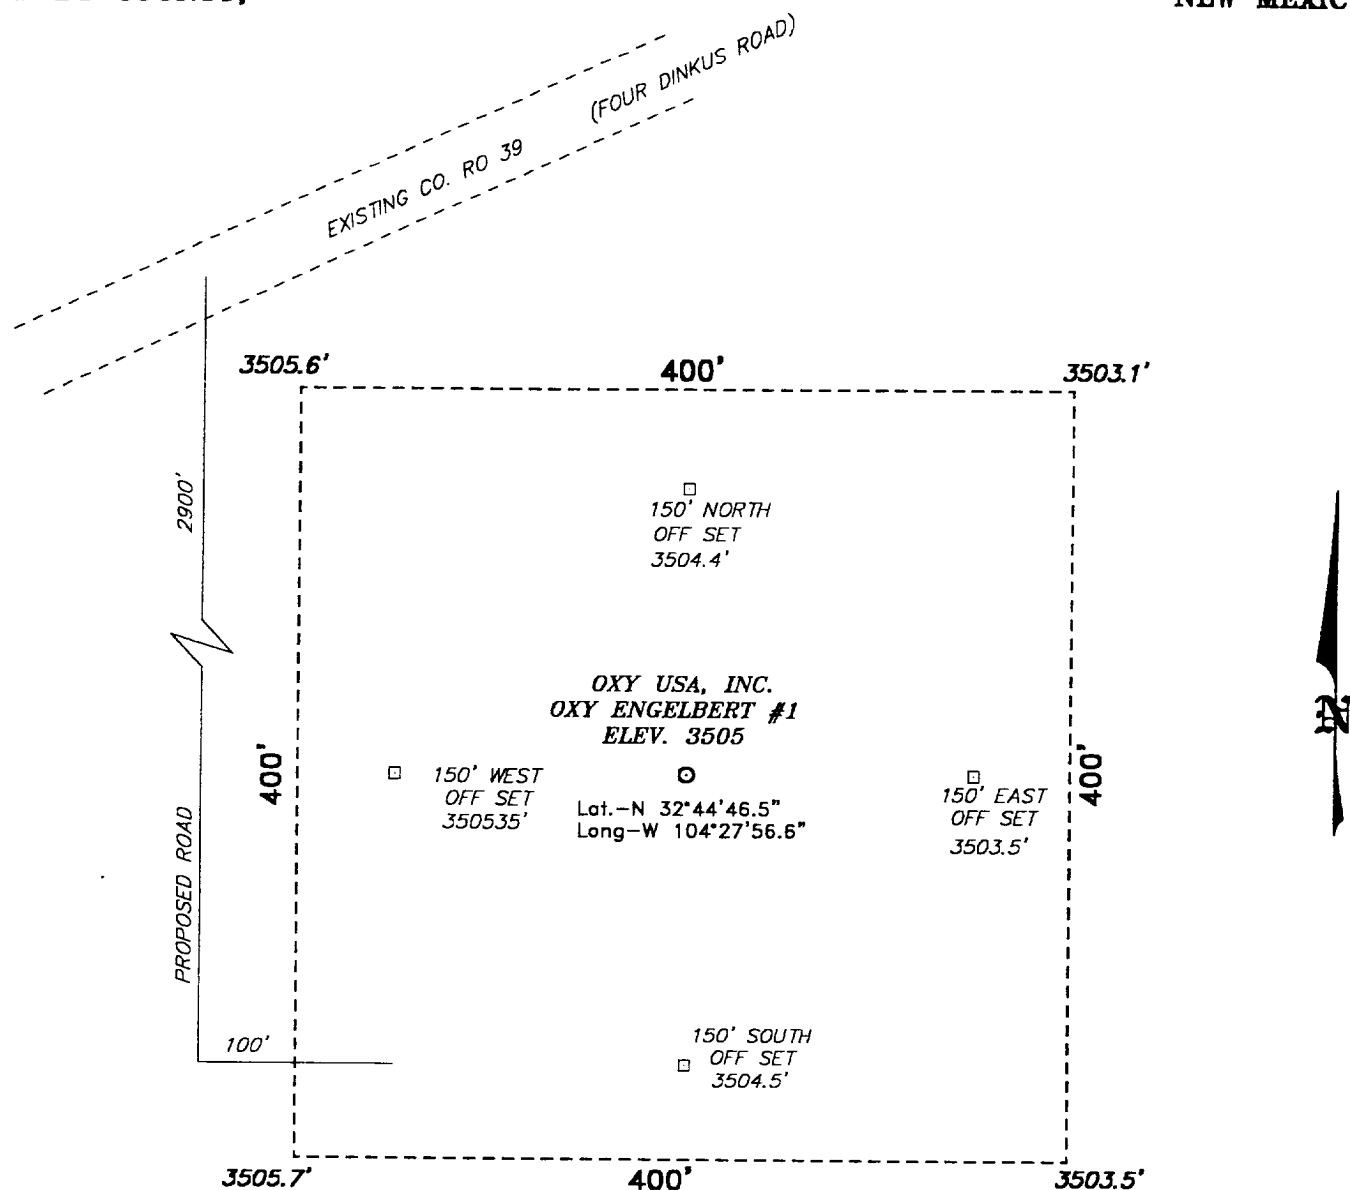 COUNTY,
NEW MEXIC
(FOUR DINKUS ROAD)
EXISTING CO. RO 39
3505.6'
400'
3503.1'
2900'
150' NORTH
OFF SET
3504.4'
OXY USA, INC.
OXY ENGELBERT #1
ELEV. 3505
400'
150' WEST
OFF SET
350535'
Lat.-N 32°44'46.5"
Long-W 104°27'56.6"
150' EAST
OFF SET
3503.5'
400'
N
PROPOSED ROAD
100'
150' SOUTH
OFF SET
3504.5'
3505.7'
400'
3503.5'